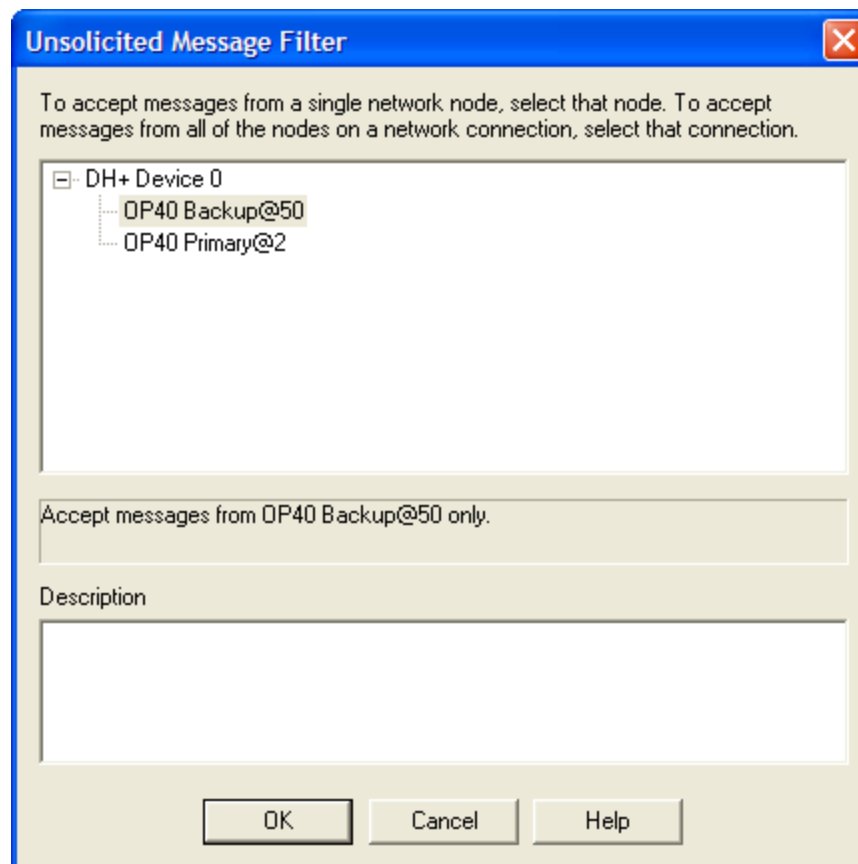 Unsolicited Message Filter
To accept messages from a single network node, select that node. To accept
messages from all of the nodes on a network connection, select that connection.
DH+ Device 0
OP40 Backup@50
OP40 Primary@2
Accept messages from OP40 Backup@50 only.
Description
OK Cancel Help